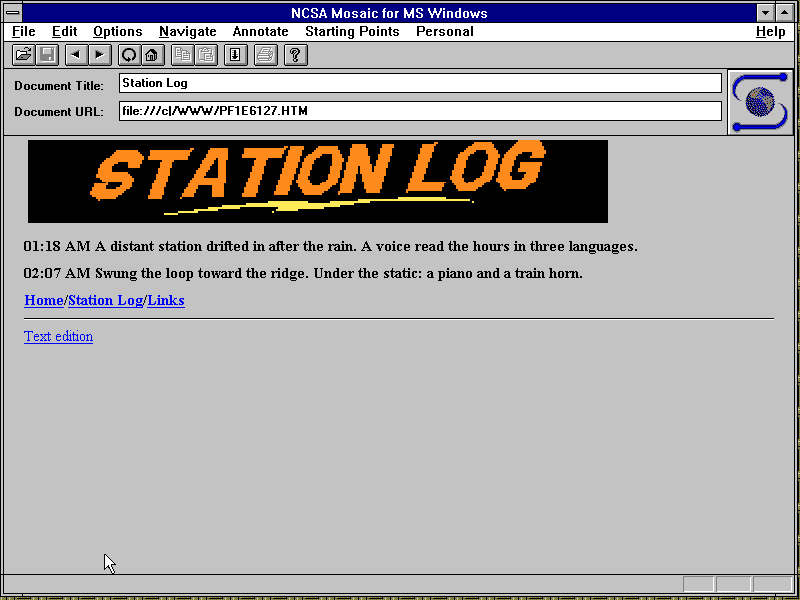 NCSA Mosaic for MS Windows
File Edit Options Navigate Annotate Starting Points Personal Help
Document Title: Station Log
Document URL: file:///c|/WWW/PF1E6127.HTM
STATION LOG
01:18 AM A distant station drifted in after the rain. A voice read the hours in three languages.
02:07 AM Swung the loop toward the ridge. Under the static: a piano and a train horn.
Home/Station Log/Links
Text edition